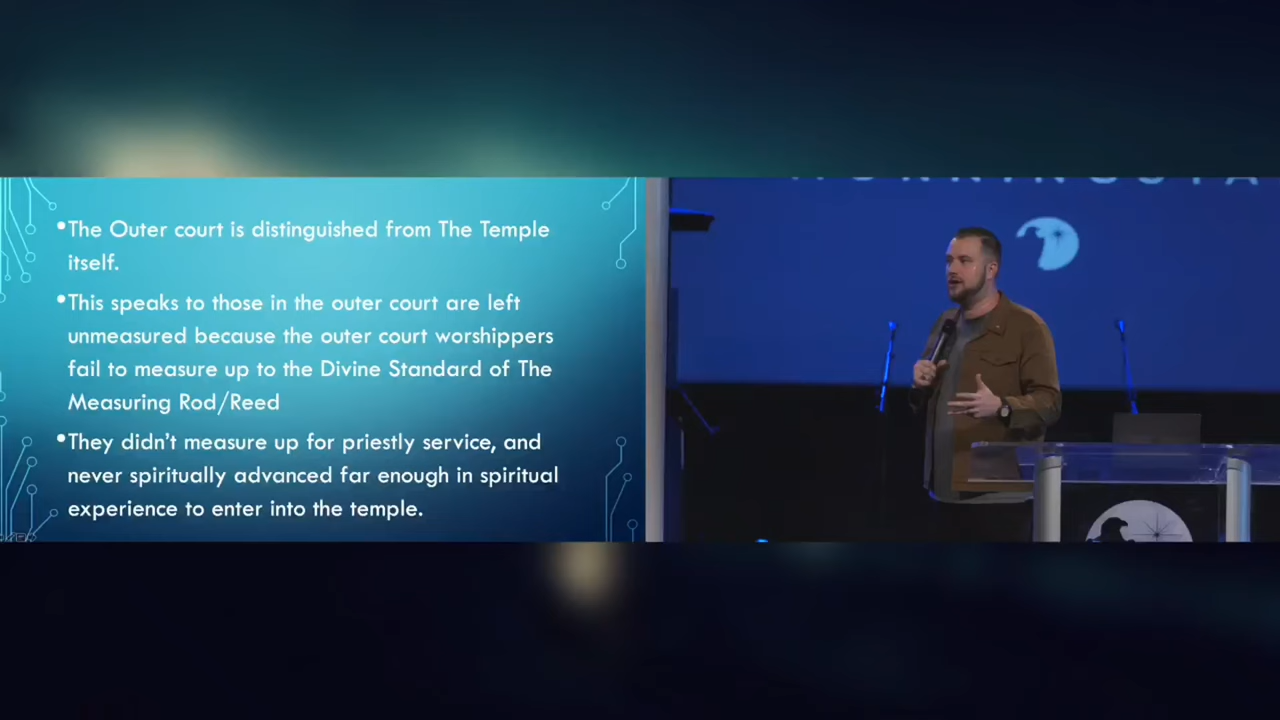 •The Outer court is distinguished from The Temple
itself.
•This speaks to those in the outer court are left
unmeasured because the outer court worshippers
fail to measure up to the Divine Standard of The
Measuring Rod/Reed
•They didn't measure up for priestly service, and
never spiritually advanced far enough in spiritual
experience to enter into the temple.